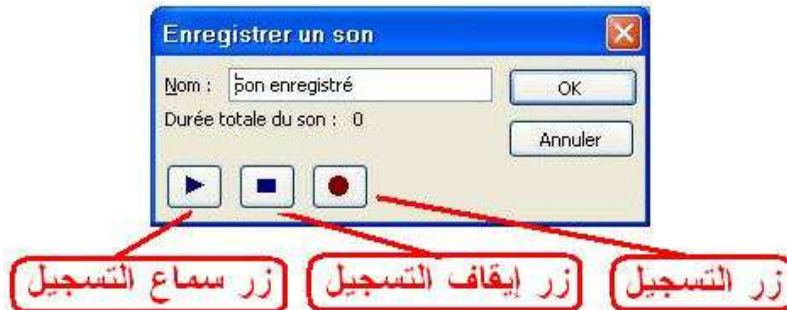 Enregistrer un son
Nom : Son enregistré
OK
Durée totale du son : 0
Annuler
زر التسجيل
زر إيقاف التسجيل
زر سماع التسجيل